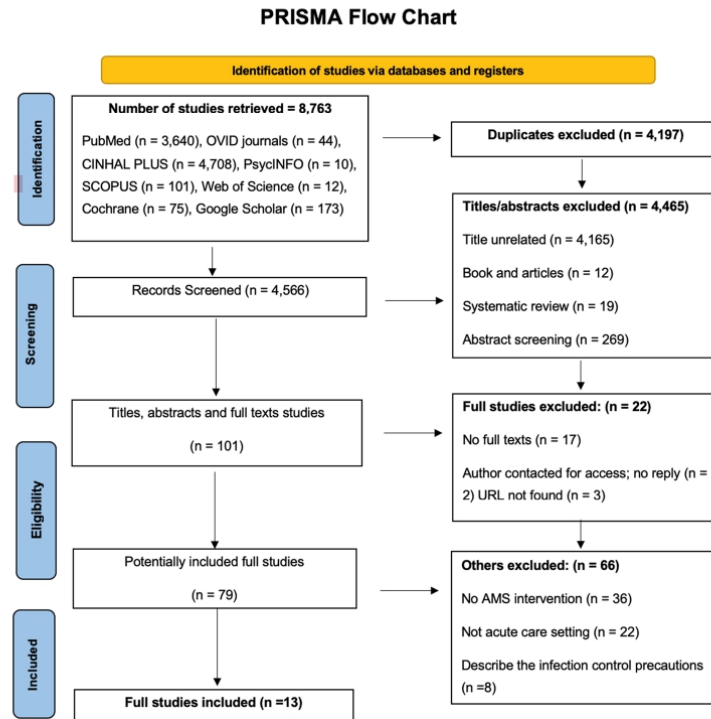 PRISMA Flow Chart
Identification of studies via databases and registers
Identification
Number of studies retrieved = 8,763
PubMed (n = 3,640), OVID journals (n = 44),
CINHAL PLUS (n = 4,708), PsycINFO (n = 10),
SCOPUS (n = 101), Web of Science (n = 12),
Cochrane (n = 75), Google Scholar (n = 173)
Duplicates excluded (n = 4,197)
Titles/abstracts excluded (n = 4,465)
Title unrelated (n = 4,165)
Book and articles (n = 12)
Systematic review (n = 19)
Abstract screening (n = 269)
Screening
Records Screened (n = 4,566)
Titles, abstracts and full texts studies
(n = 101)
Full studies excluded: (n = 22)
No full texts (n = 17)
Author contacted for access; no reply (n =
2) URL not found (n = 3)
Eligibility
Potentially included full studies
(n = 79)
Others excluded: (n = 66)
No AMS intervention (n = 36)
Not acute care setting (n = 22)
Describe the infection control precautions
(n =8)
Included
Full studies included (n =13)